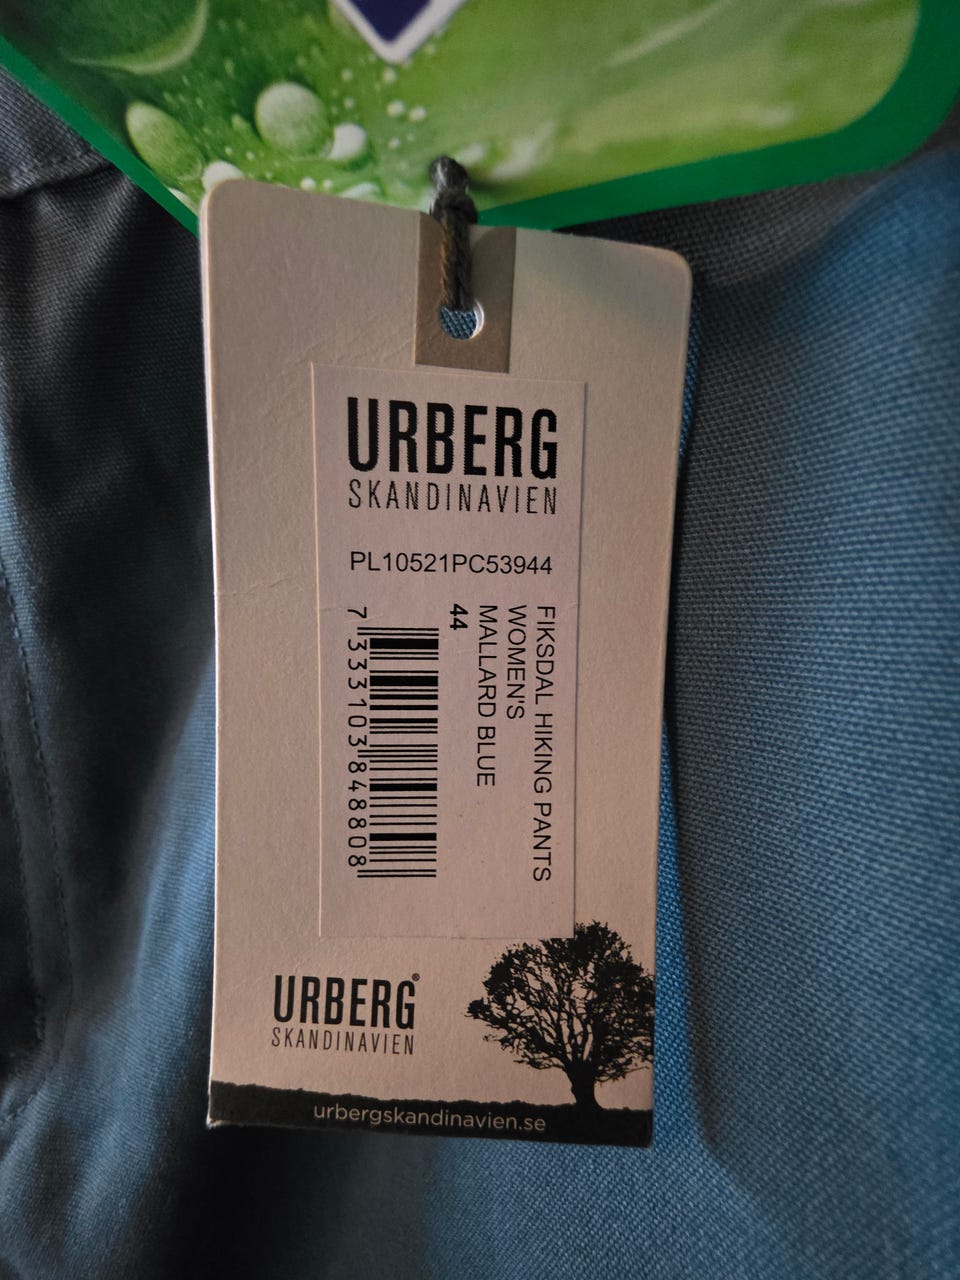 URBERG
SKANDINAVIEN
PL10521PC53944
FIKSDAL HIKING PANTS
WOMEN'S
MALLARD BLUE
44
7 333103 848808
URBERG®
SKANDINAVIEN
urbergskandinavien.se